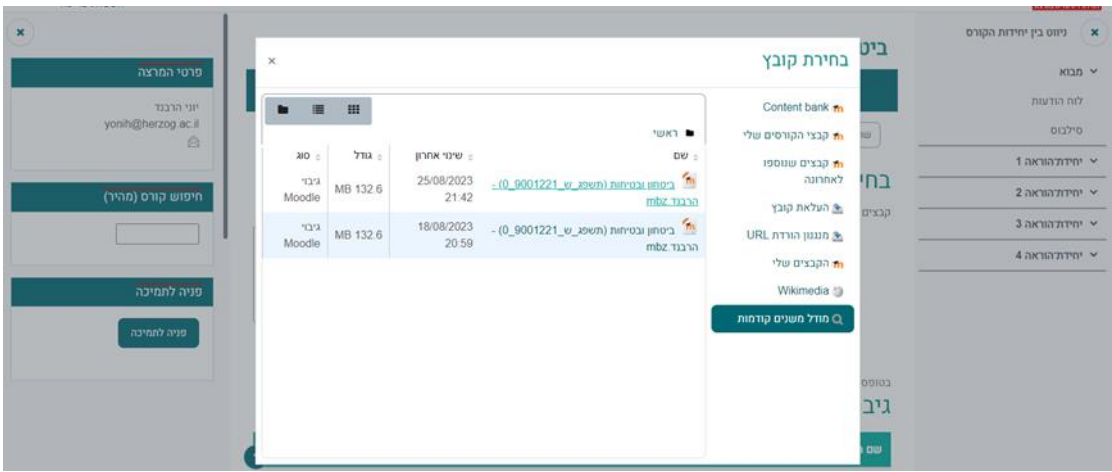 ניווט בין יחידות הקורס
מבוא
לוח הודעות
סילבוס
יחידת־הוראה 1
יחידת־הוראה 2
יחידת־הוראה 3
יחידת־הוראה 4
בחירת קובץ
×
Content bank
קבצי הקורסים שלי
קבצים שנוספו
לאחרונה
העלאת קובץ
מנגנון הורדת URL
הקבצים שלי
Wikimedia
מודל משנים קודמות
ראשי
שם
שינוי אחרון
גודל
סוג
ביטחון ובטיחות (תשפג_ש_9001221_0) -
הרבנד.mbz
25/08/2023
21:42
132.6 MB
גיבוי
Moodle
ביטחון ובטיחות (תשפג_ש_9001221_0) -
הרבנד.mbz
18/08/2023
20:59
132.6 MB
גיבוי
Moodle
קבצים
בטופס
גיב
פרטי המרצה
יוני הרבנד
yonih@herzog.ac.il
חיפוש קורס (מהיר)
פניה לתמיכה
פניה לתמיכה